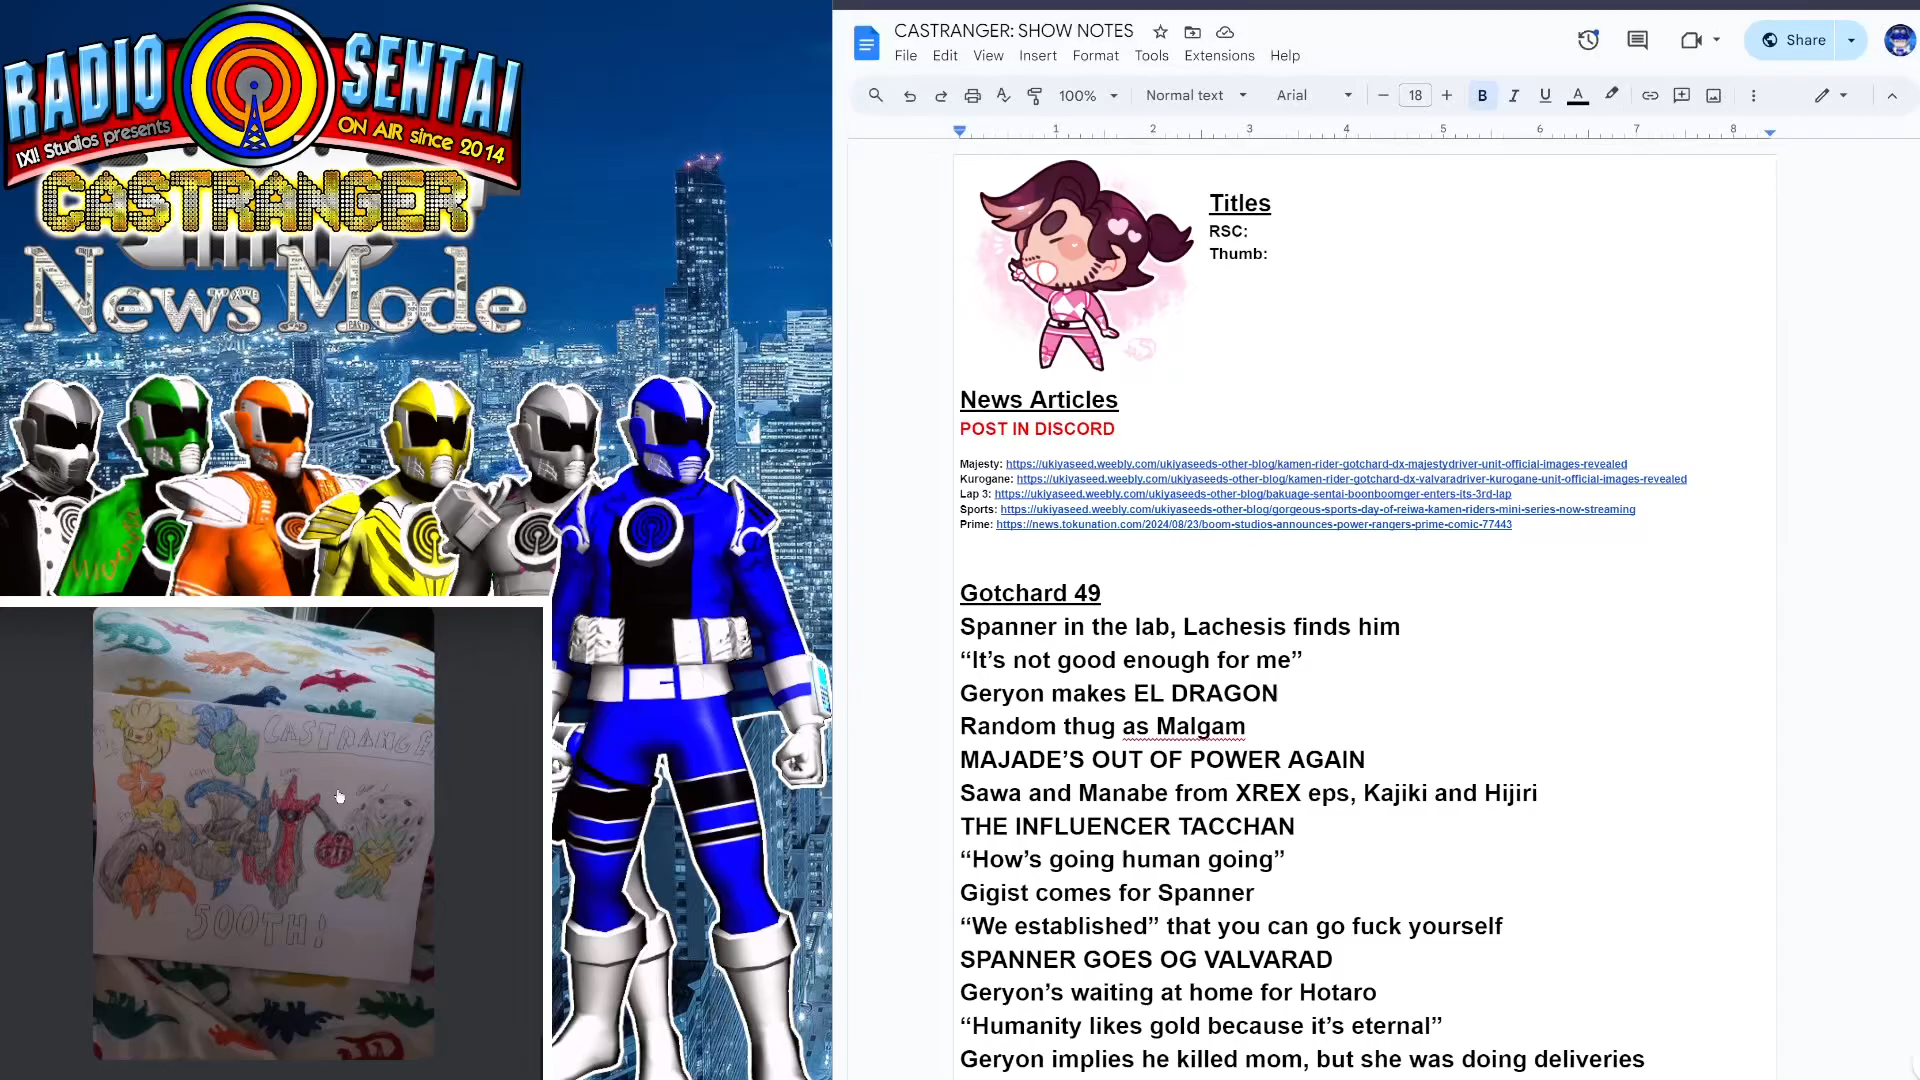 RADIO SENTAI
IXI! Studios presents
ON AIR since 2014
CASTRANGER
News Mode
500TH!
CASTRANGER: SHOW NOTES
Share
File Edit View Insert Format Tools Extensions Help
100% Normal text Arial 18 B I U A
1 2 3 4 5 6 7 8
Titles
RSC:
Thumb:
News Articles
POST IN DISCORD
Majesty: https://ukiyaseed.weebly.com/ukiyaseeds-other-blog/kamen-rider-gotchard-dx-majestydriver-unit-official-images-revealed
Kurogane: https://ukiyaseed.weebly.com/ukiyaseeds-other-blog/kamen-rider-gotchard-dx-valvaradriver-kurogane-unit-official-images-revealed
Lap 3: https://ukiyaseed.weebly.com/ukiyaseeds-other-blog/bakuage-sentai-boonboomger-enters-its-3rd-lap
Sports: https://ukiyaseed.weebly.com/ukiyaseeds-other-blog/gorgeous-sports-day-of-reiwa-kamen-riders-mini-series-now-streaming
Prime: https://news.tokunation.com/2024/08/23/boom-studios-announces-power-rangers-prime-comic-77443
Gotchard 49
Spanner in the lab, Lachesis finds him
“It’s not good enough for me”
Geryon makes EL DRAGON
Random thug as Malgam
MAJADE’S OUT OF POWER AGAIN
Sawa and Manabe from XREX eps, Kajiki and Hijiri
THE INFLUENCER TACCHAN
“How’s going human going”
Gigist comes for Spanner
“We established” that you can go fuck yourself
SPANNER GOES OG VALVARAD
Geryon’s waiting at home for Hotaro
“Humanity likes gold because it’s eternal”
Geryon implies he killed mom, but she was doing deliveries